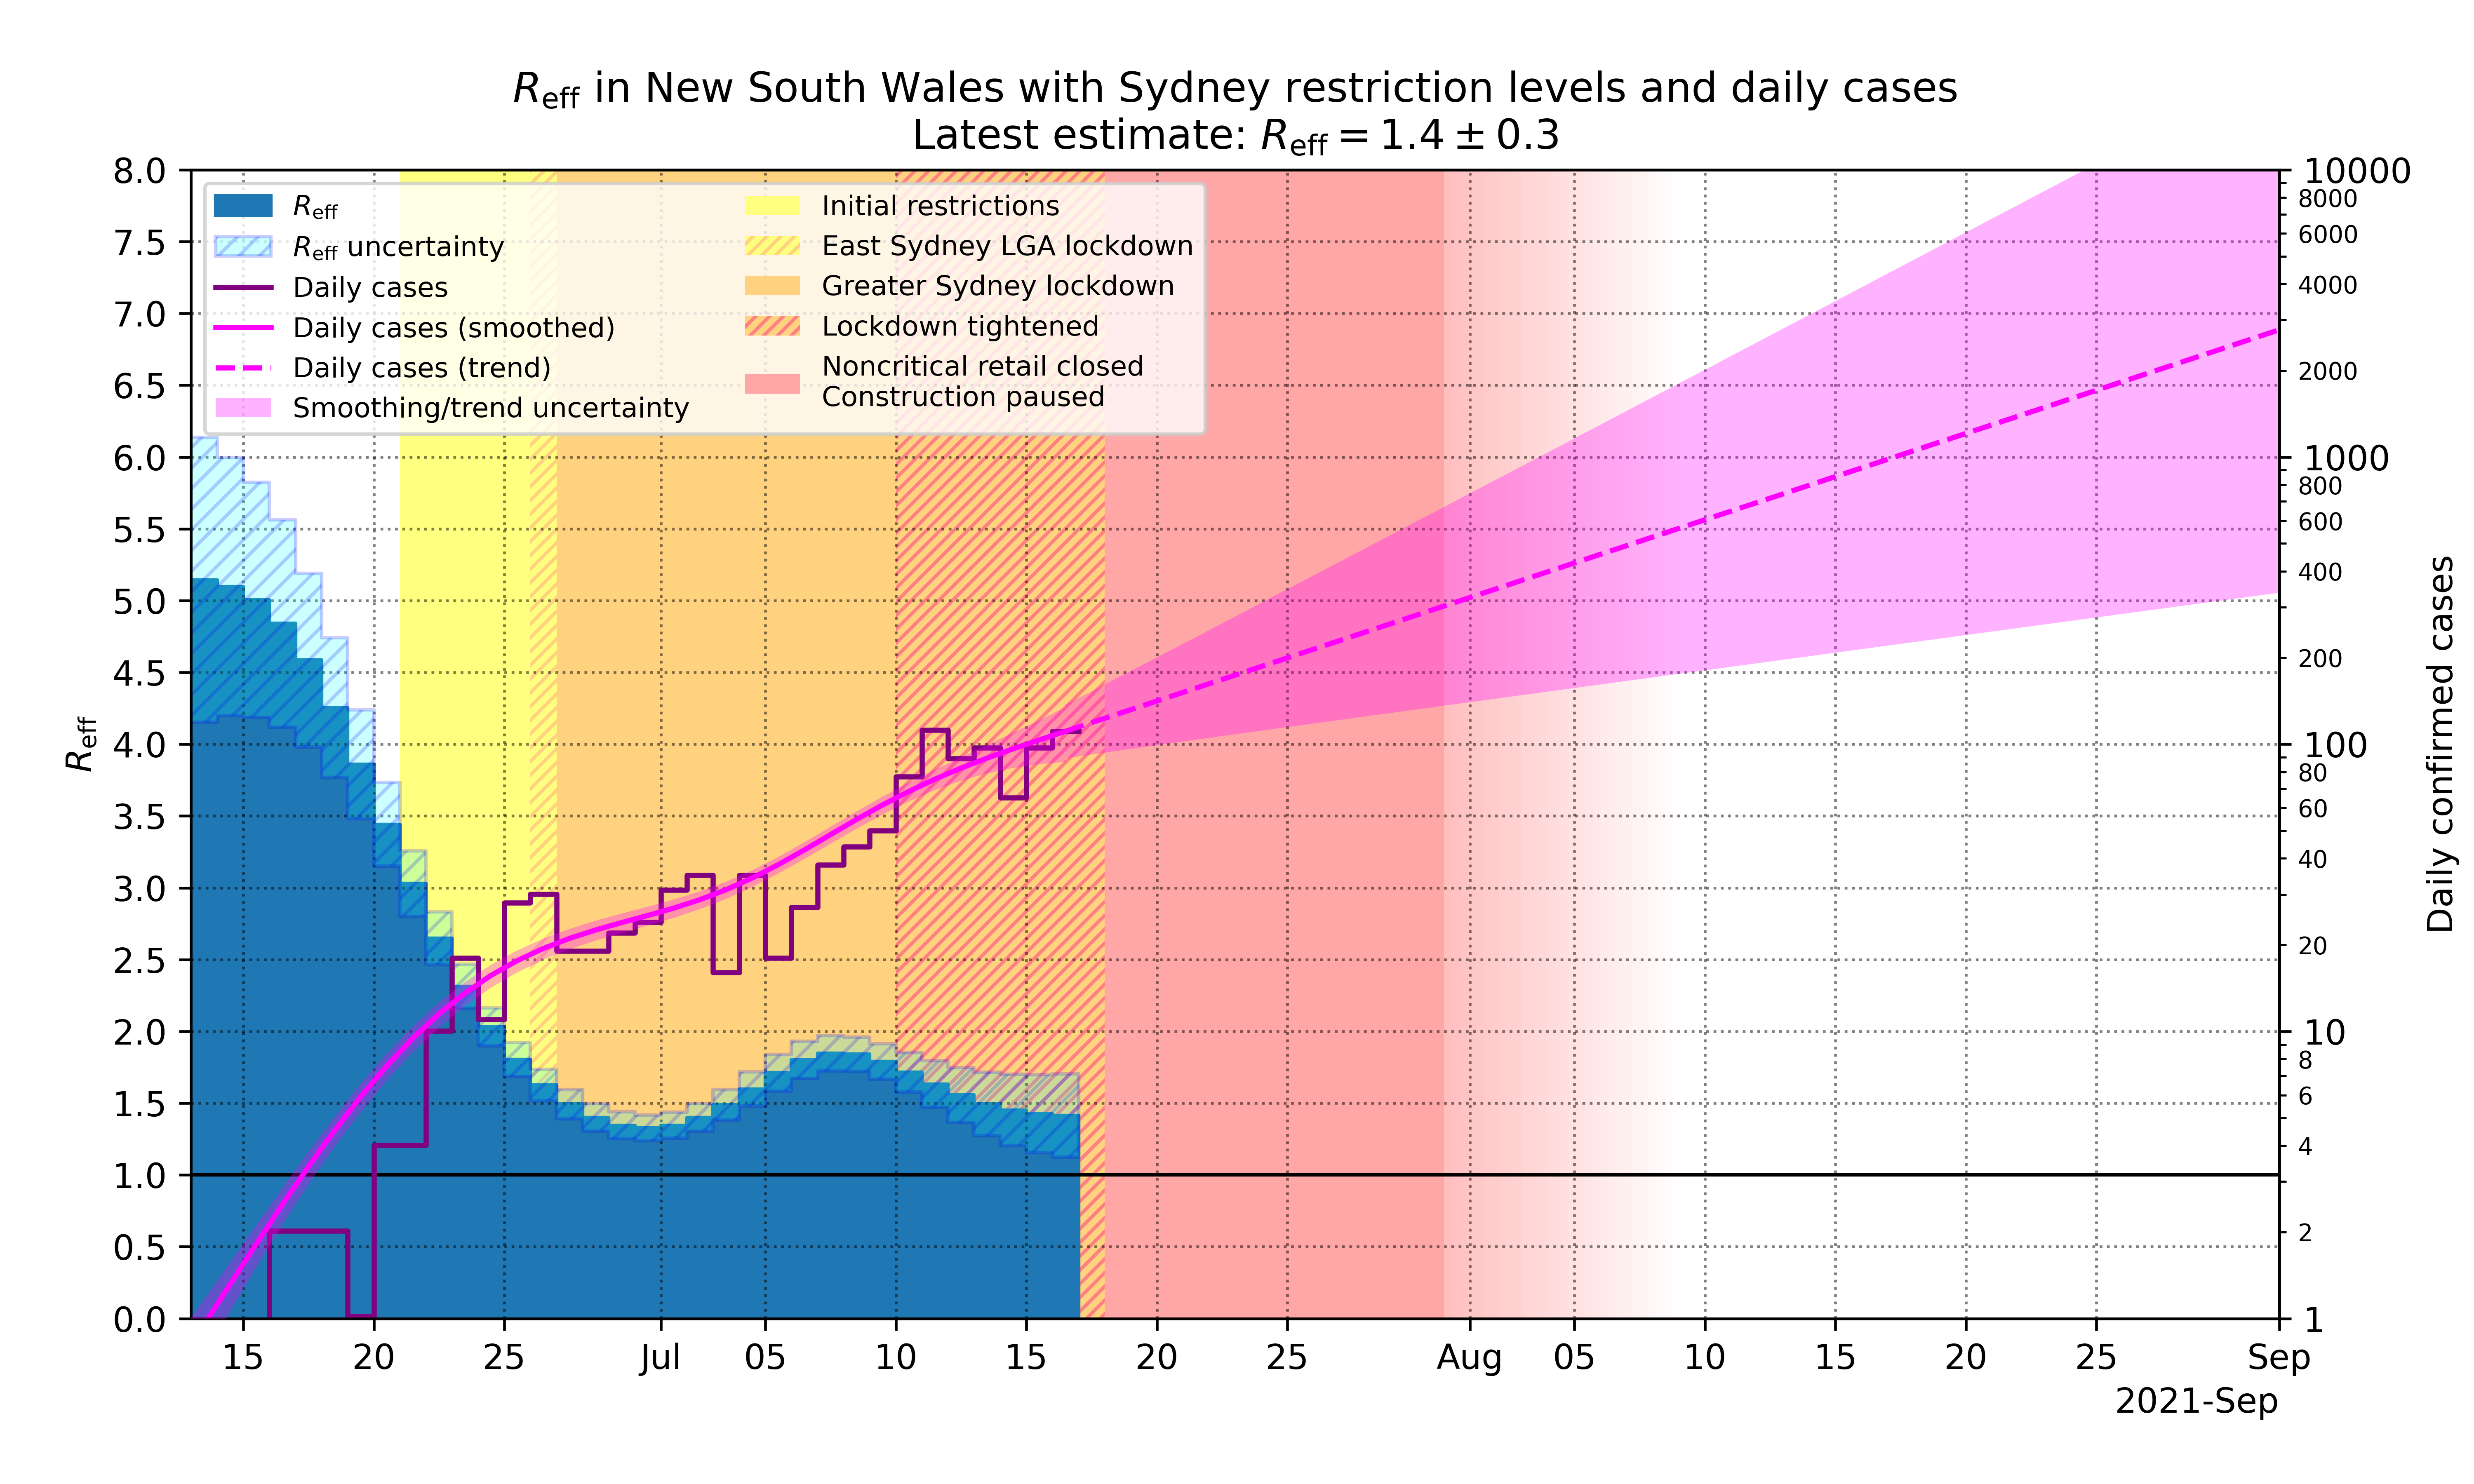 R_eff in New South Wales with Sydney restriction levels and daily cases
Latest estimate: R_eff = 1.4 ± 0.3
R_eff
R_eff uncertainty
Daily cases
Daily cases (smoothed)
Daily cases (trend)
Smoothing/trend uncertainty
Initial restrictions
East Sydney LGA lockdown
Greater Sydney lockdown
Lockdown tightened
Noncritical retail closed
Construction paused
R_eff
8.0
7.5
7.0
6.5
6.0
5.5
5.0
4.5
4.0
3.5
3.0
2.5
2.0
1.5
1.0
0.5
0.0
10000
8000
6000
4000
2000
1000
800
600
400
200
100
80
60
40
20
10
8
6
4
2
1
Daily confirmed cases
15 20 25 Jul 05 10 15 20 25 Aug 05 10 15 20 25 Sep
2021-Sep